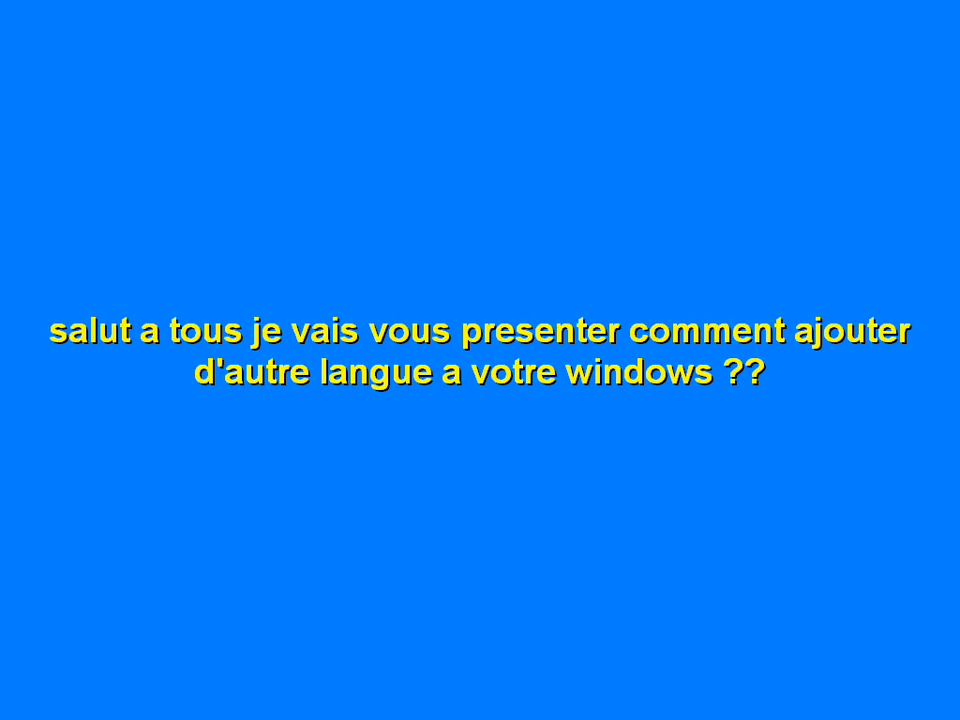 salut a tous je vais vous presenter comment ajouter
d'autre langue a votre windows ??